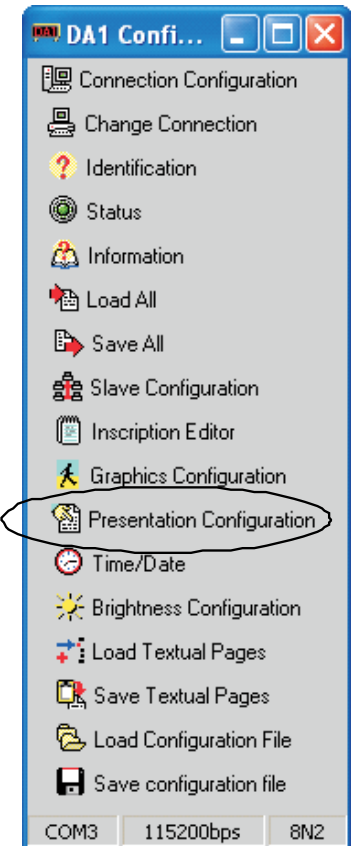 DA1 DA1 Confi...
Connection Configuration
Change Connection
Identification
Status
Information
Load All
Save All
Slave Configuration
Inscription Editor
Graphics Configuration
Presentation Configuration
Time/Date
Brightness Configuration
Load Textual Pages
Save Textual Pages
Load Configuration File
Save configuration file
COM3 115200bps 8N2